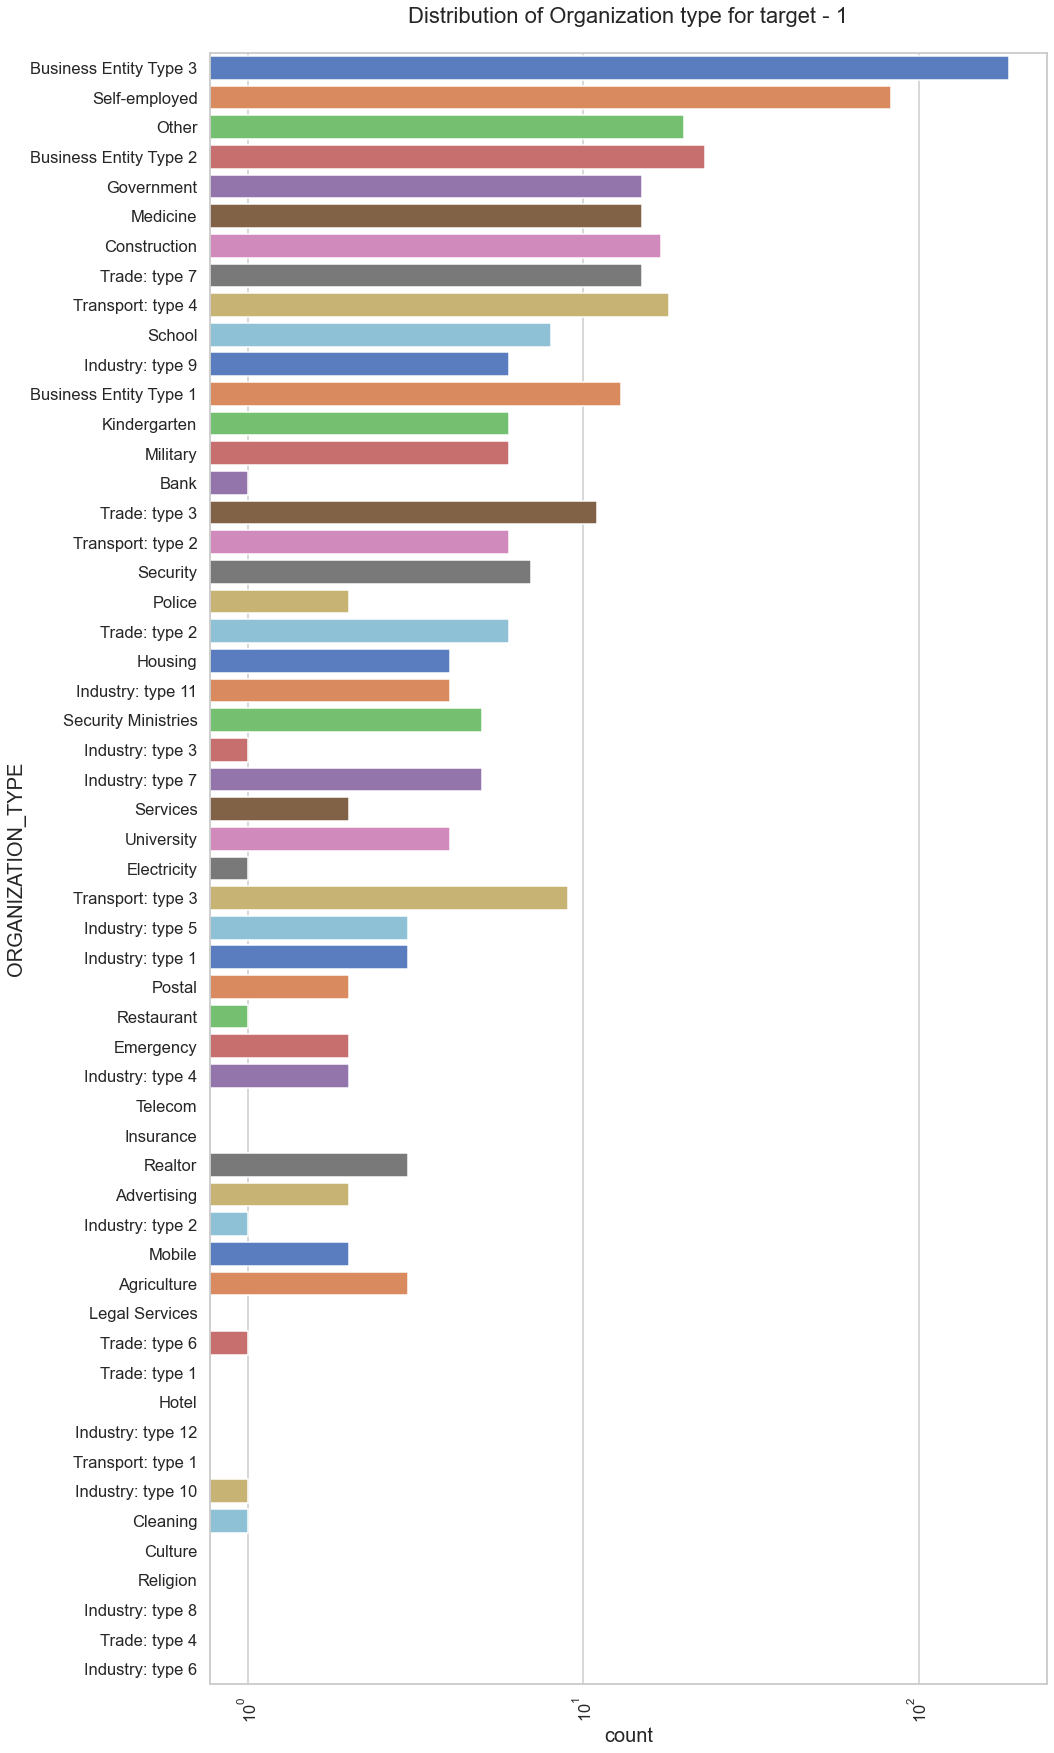 Distribution of Organization type for target - 1
Business Entity Type 3
Self-employed
Other
Business Entity Type 2
Government
Medicine
Construction
Trade: type 7
Transport: type 4
School
Industry: type 9
Business Entity Type 1
Kindergarten
Military
Bank
Trade: type 3
Transport: type 2
Security
Police
Trade: type 2
Housing
Industry: type 11
Security Ministries
Industry: type 3
Industry: type 7
Services
University
Electricity
Transport: type 3
Industry: type 5
Industry: type 1
Postal
Restaurant
Emergency
Industry: type 4
Telecom
Insurance
Realtor
Advertising
Industry: type 2
Mobile
Agriculture
Legal Services
Trade: type 6
Trade: type 1
Hotel
Industry: type 12
Transport: type 1
Industry: type 10
Cleaning
Culture
Religion
Industry: type 8
Trade: type 4
Industry: type 6
ORGANIZATION_TYPE
10⁰
10¹
10²
count